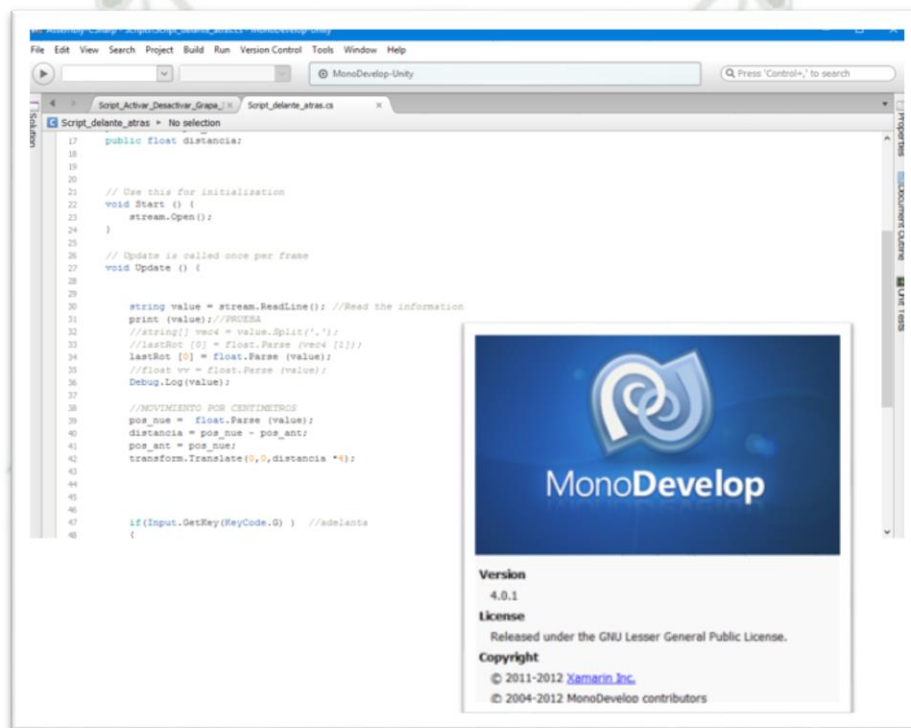 Assembly-CSharp - Scripts\Script_delante_atras.cs - MonoDevelop-Unity
File Edit View Search Project Build Run Version Control Tools Window Help
MonoDevelop-Unity
Press 'Control+,' to search
Script_Activar_Desactivar_Grapa_
Script_delante_atras.cs
Script_delante_atras ▸ No selection
Solution
Properties
Document Outline
Unit Tests
17 public float distancia;
18
19
20
21 // Use this for initialization
22 void Start () {
23 stream.Open();
24 }
25
26 // Update is called once per frame
27 void Update () {
28
29
30 string value = stream.ReadLine(); //Read the information
31 print (value);//PRUEBA
32 //string[] vec4 = value.Split(',');
33 //lastRot [0] = float.Parse (vec4 [1]);
34 lastRot [0] = float.Parse (value);
35 //float vv = float.Parse (value);
36 Debug.Log(value);
37
38 //MOVIMIENTO POR CENTIMETROS
39 pos_nue = float.Parse (value);
40 distancia = pos_nue - pos_ant;
41 pos_ant = pos_nue;
42 transform.Translate(0,0,distancia *4);
43
44
45
46
47 if(Input.GetKey(KeyCode.G) ) //adelanta
48 {
MonoDevelop
Version
4.0.1
License
Released under the GNU Lesser General Public License.
Copyright
© 2011-2012 Xamarin Inc.
© 2004-2012 MonoDevelop contributors